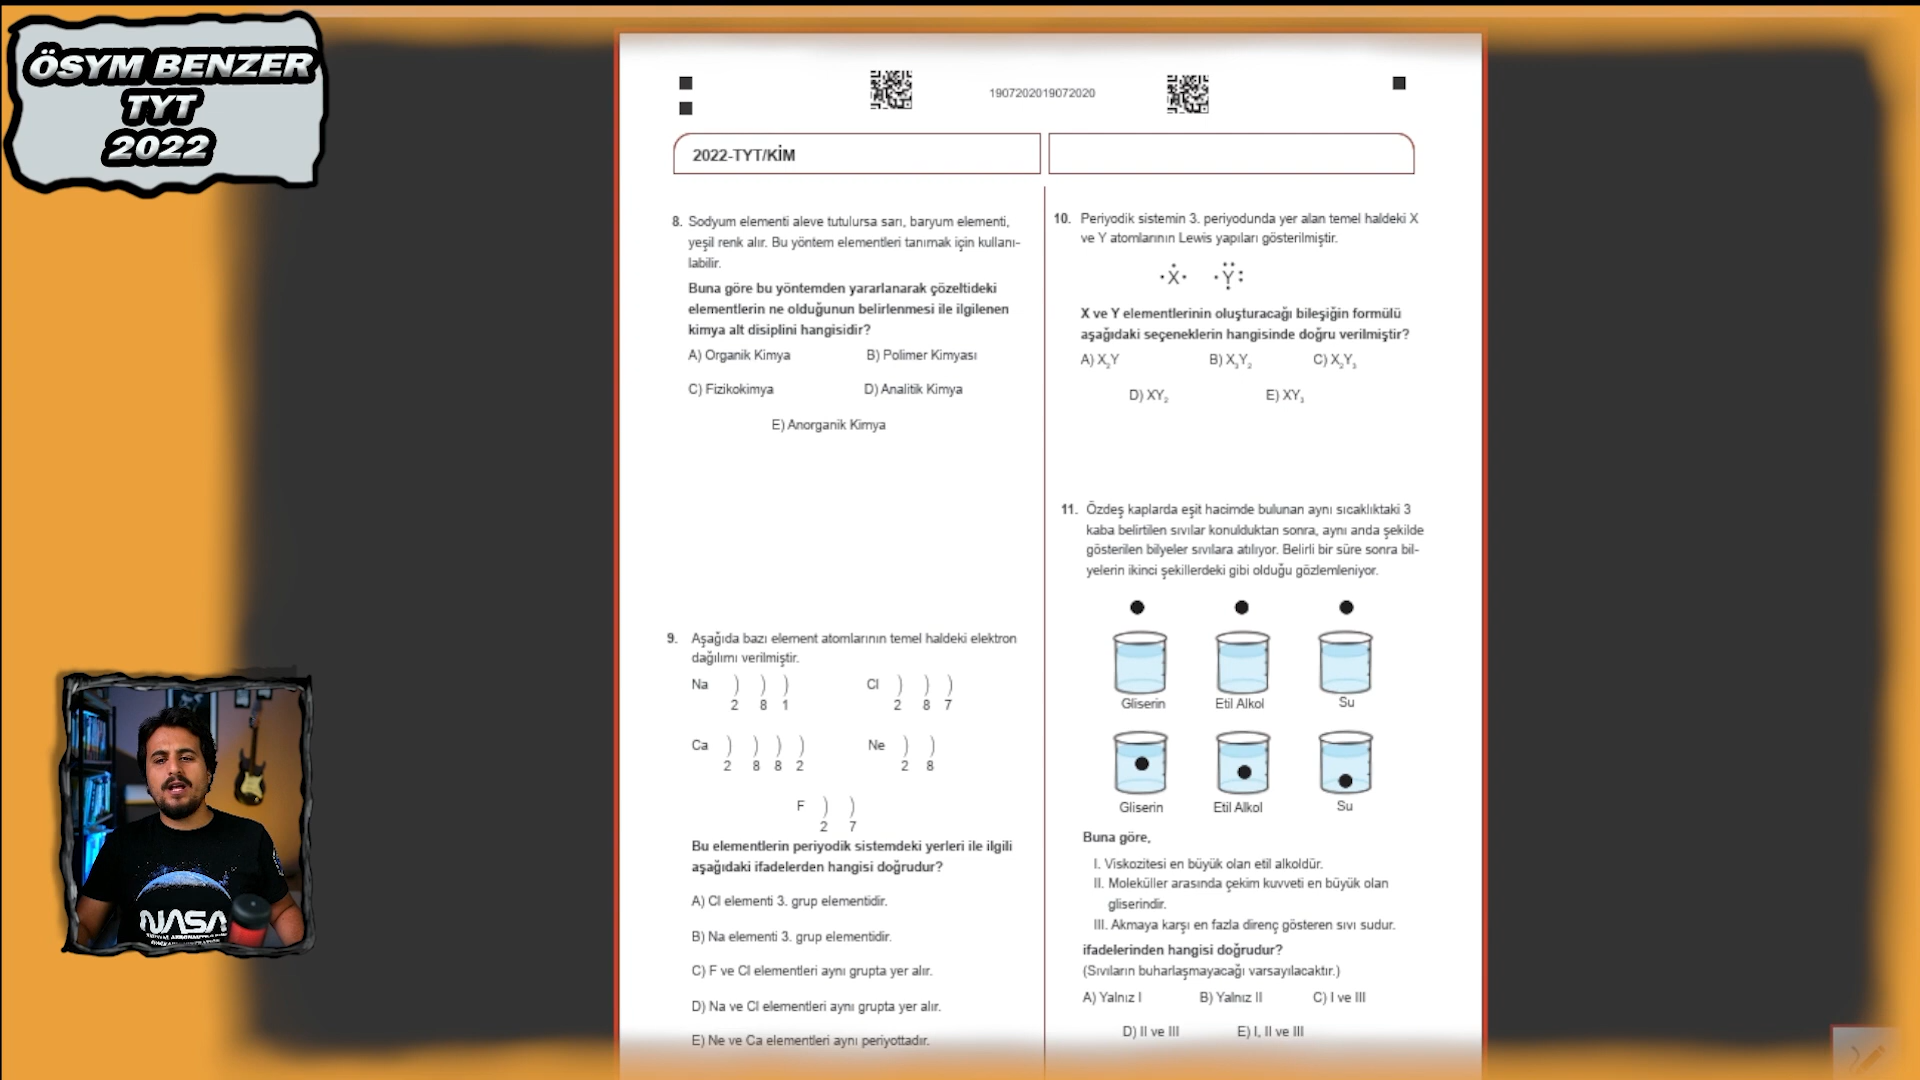 ÖSYM BENZER
TYT
2022
1907202019072020
2022-TYT/KİM
8. Sodyum elementi aleve tutulursa sarı, baryum elementi,
yeşil renk alır. Bu yöntem elementleri tanımak için kullanı-
labilir.
Buna göre bu yöntemden yararlanarak çözeltideki
elementlerin ne olduğunun belirlenmesi ile ilgilenen
kimya alt disiplini hangisidir?
A) Organik Kimya B) Polimer Kimyası
C) Fizikokimya D) Analitik Kimya
E) Anorganik Kimya
9. Aşağıda bazı element atomlarının temel haldeki elektron
dağılımı verilmiştir.
Na ) ) ) Cl ) ) )
2 8 1 2 8 7
Ca ) ) ) ) Ne ) )
2 8 8 2 2 8
F ) )
2 7
Bu elementlerin periyodik sistemdeki yerleri ile ilgili
aşağıdaki ifadelerden hangisi doğrudur?
A) Cl elementi 3. grup elementidir.
B) Na elementi 3. grup elementidir.
C) F ve Cl elementleri aynı grupta yer alır.
D) Na ve Cl elementleri aynı grupta yer alır.
E) Ne ve Ca elementleri aynı periyottadır.
10. Periyodik sistemin 3. periyodunda yer alan temel haldeki X
ve Y atomlarının Lewis yapıları gösterilmiştir.
X Y
X ve Y elementlerinin oluşturacağı bileşiğin formülü
aşağıdaki seçeneklerin hangisinde doğru verilmiştir?
A) X₂Y B) X₃Y₂ C) X₂Y₃
D) XY₂ E) XY₃
11. Özdeş kaplarda eşit hacimde bulunan aynı sıcaklıktaki 3
kaba belirtilen sıvılar konulduktan sonra, aynı anda şekilde
gösterilen bilyeler sıvılara atılıyor. Belirli bir süre sonra bil-
yelerin ikinci şekillerdeki gibi olduğu gözlemleniyor.
Gliserin Etil Alkol Su
Gliserin Etil Alkol Su
Buna göre,
I. Viskozitesi en büyük olan etil alkoldür.
II. Moleküller arasında çekim kuvveti en büyük olan
gliserindir.
III. Akmaya karşı en fazla direnç gösteren sıvı sudur.
ifadelerinden hangisi doğrudur?
(Sıvıların buharlaşmayacağı varsayılacaktır.)
A) Yalnız I B) Yalnız II C) I ve III
D) II ve III E) I, II ve III
NASA